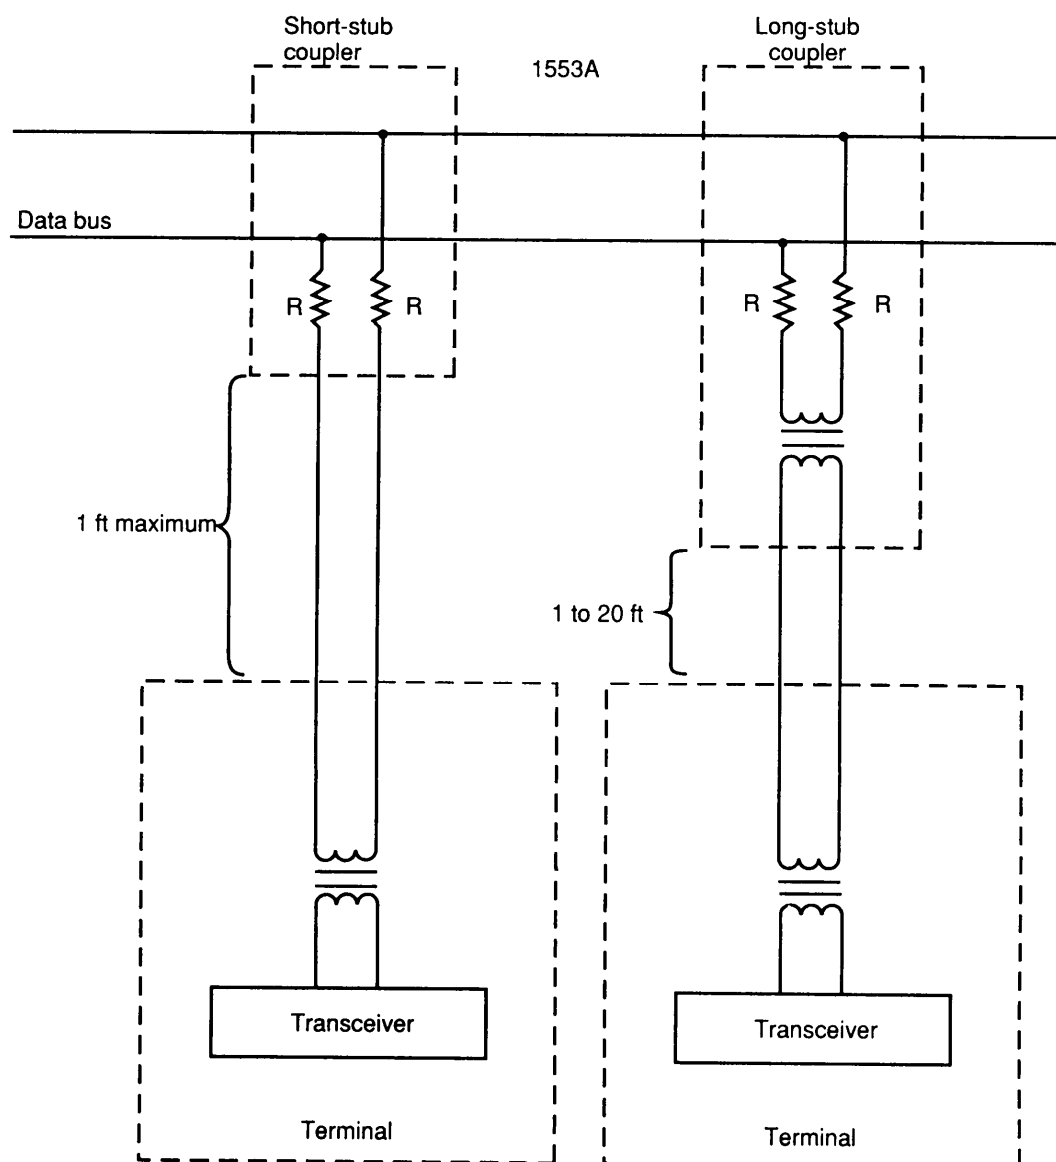 Short-stub
coupler
1553A
Long-stub
coupler
Data bus
R
R
R
R
1 ft maximum
1 to 20 ft
Transceiver
Transceiver
Terminal
Terminal